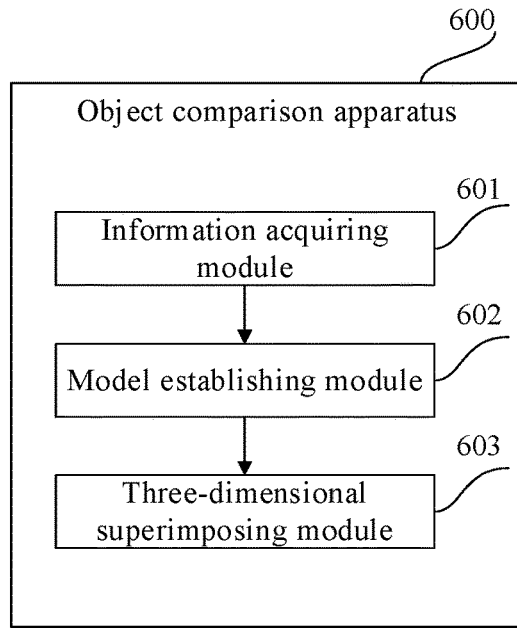 600
Object comparison apparatus
601
Information acquiring
module
602
Model establishing module
603
Three-dimensional
superimposing module